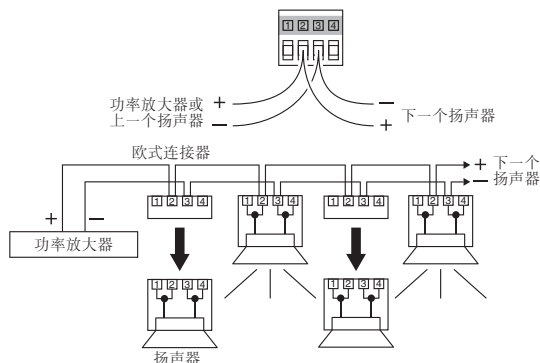 1 2 3 4
功率放大器或 + − 下一个扬声器
上一个扬声器 − +
欧式连接器
+ 下一个
− 扬声器
1 2 3 4 1 2 3 4 1 2 3 4 1 2 3 4
+ −
功率放大器
1 2 3 4 1 2 3 4
扬声器